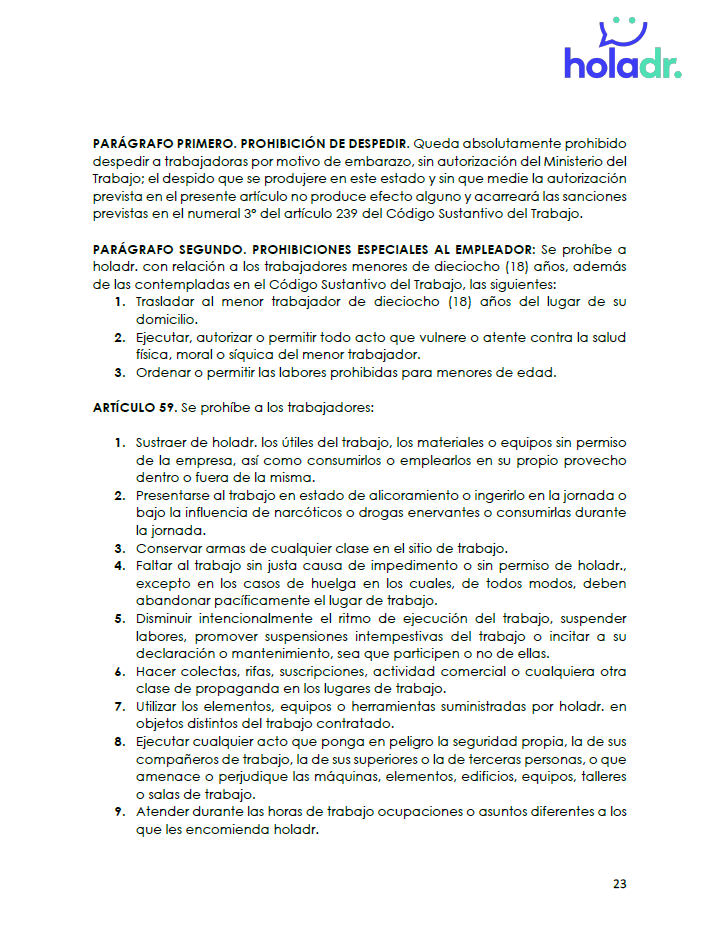 holadr.
PARÁGRAFO PRIMERO. PROHIBICIÓN DE DESPEDIR. Queda absolutamente prohibido
despedir a trabajadoras por motivo de embarazo, sin autorización del Ministerio del
Trabajo; el despido que se produjere en este estado y sin que medie la autorización
prevista en el presente artículo no produce efecto alguno y acarreará las sanciones
previstas en el numeral 3° del artículo 239 del Código Sustantivo del Trabajo.
PARÁGRAFO SEGUNDO. PROHIBICIONES ESPECIALES AL EMPLEADOR: Se prohíbe a
holadr. con relación a los trabajadores menores de dieciocho (18) años, además
de las contempladas en el Código Sustantivo del Trabajo, las siguientes:
1. Trasladar al menor trabajador de dieciocho (18) años del lugar de su
domicilio.
2. Ejecutar, autorizar o permitir todo acto que vulnere o atente contra la salud
física, moral o síquica del menor trabajador.
3. Ordenar o permitir las labores prohibidas para menores de edad.
ARTÍCULO 59. Se prohíbe a los trabajadores:
1. Sustraer de holadr. los útiles del trabajo, los materiales o equipos sin permiso
de la empresa, así como consumirlos o emplearlos en su propio provecho
dentro o fuera de la misma.
2. Presentarse al trabajo en estado de alicoramiento o ingerirlo en la jornada o
bajo la influencia de narcóticos o drogas enervantes o consumirlas durante
la jornada.
3. Conservar armas de cualquier clase en el sitio de trabajo.
4. Faltar al trabajo sin justa causa de impedimento o sin permiso de holadr.,
excepto en los casos de huelga en los cuales, de todos modos, deben
abandonar pacíficamente el lugar de trabajo.
5. Disminuir intencionalmente el ritmo de ejecución del trabajo, suspender
labores, promover suspensiones intempestivas del trabajo o incitar a su
declaración o mantenimiento, sea que participen o no de ellas.
6. Hacer colectas, rifas, suscripciones, actividad comercial o cualquiera otra
clase de propaganda en los lugares de trabajo.
7. Utilizar los elementos, equipos o herramientas suministradas por holadr. en
objetos distintos del trabajo contratado.
8. Ejecutar cualquier acto que ponga en peligro la seguridad propia, la de sus
compañeros de trabajo, la de sus superiores o la de terceras personas, o que
amenace o perjudique las máquinas, elementos, edificios, equipos, talleres
o salas de trabajo.
9. Atender durante las horas de trabajo ocupaciones o asuntos diferentes a los
que les encomienda holadr.
23